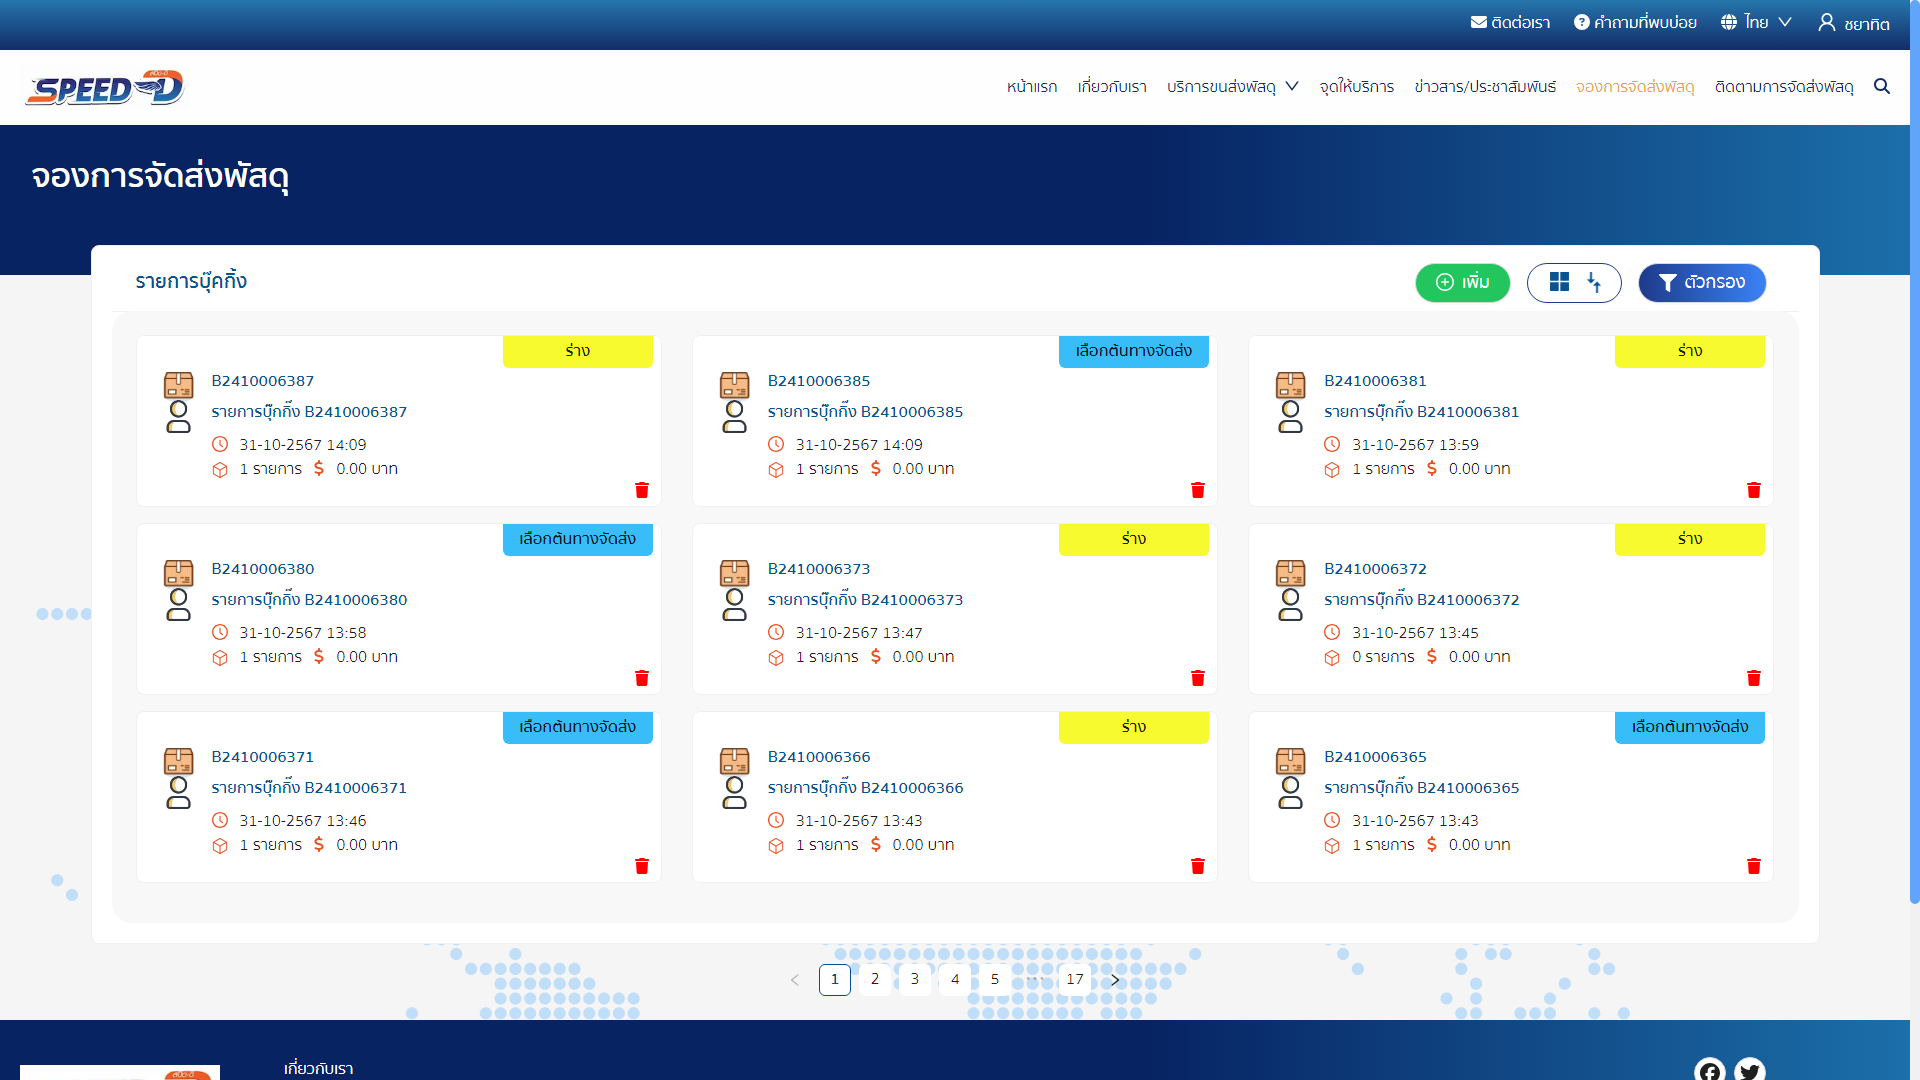 ติดต่อเรา คำถามที่พบบ่อย ไทย ชยาทิต
SPEED-D หน้าแรก เกี่ยวกับเรา บริการขนส่งพัสดุ จุดให้บริการ ข่าวสาร/ประชาสัมพันธ์ จองการจัดส่งพัสดุ ติดตามการจัดส่งพัสดุ
จองการจัดส่งพัสดุ
รายการบุ๊คกิ้ง เพิ่ม ตัวกรอง
ร่าง
B2410006387
รายการบุ๊กกิ๊ง B2410006387
31-10-2567 14:09
1 รายการ $ 0.00 บาท
เลือกต้นทางจัดส่ง
B2410006385
รายการบุ๊กกิ๊ง B2410006385
31-10-2567 14:09
1 รายการ $ 0.00 บาท
ร่าง
B2410006381
รายการบุ๊กกิ๊ง B2410006381
31-10-2567 13:59
1 รายการ $ 0.00 บาท
เลือกต้นทางจัดส่ง
B2410006380
รายการบุ๊กกิ๊ง B2410006380
31-10-2567 13:58
1 รายการ $ 0.00 บาท
ร่าง
B2410006373
รายการบุ๊กกิ๊ง B2410006373
31-10-2567 13:47
1 รายการ $ 0.00 บาท
ร่าง
B2410006372
รายการบุ๊กกิ๊ง B2410006372
31-10-2567 13:45
0 รายการ $ 0.00 บาท
เลือกต้นทางจัดส่ง
B2410006371
รายการบุ๊กกิ๊ง B2410006371
31-10-2567 13:46
1 รายการ $ 0.00 บาท
ร่าง
B2410006366
รายการบุ๊กกิ๊ง B2410006366
31-10-2567 13:43
1 รายการ $ 0.00 บาท
เลือกต้นทางจัดส่ง
B2410006365
รายการบุ๊กกิ๊ง B2410006365
31-10-2567 13:43
1 รายการ $ 0.00 บาท
< 1 2 3 4 5 ••• 17 >
เกี่ยวกับเรา